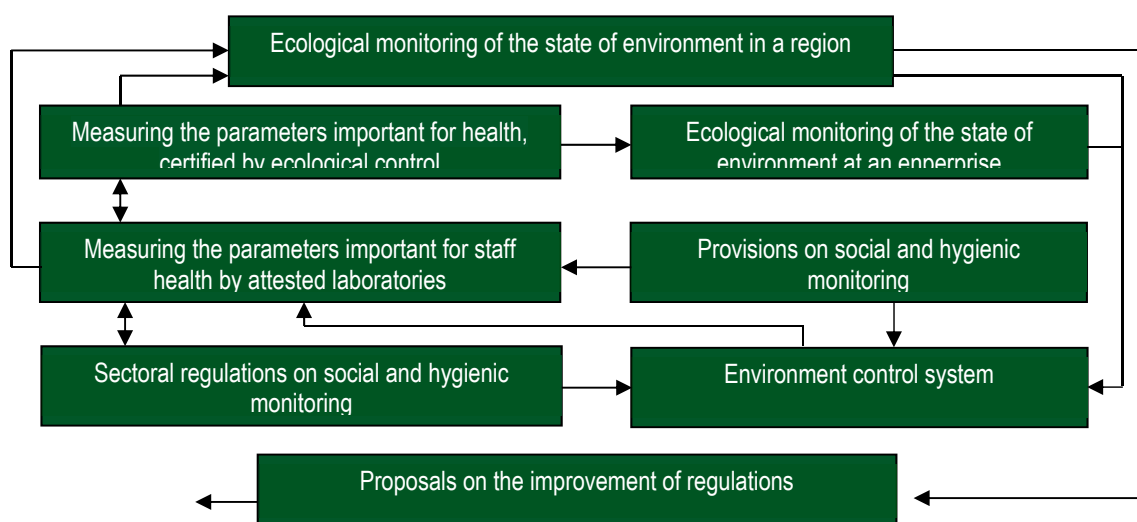 Ecological monitoring of the state of environment in a region
Measuring the parameters important for health,
certified by ecological control
Ecological monitoring of the state of
environment at an enperprise
Measuring the parameters important for staff
health by attested laboratories
Provisions on social and hygienic
monitoring
Sectoral regulations on social and hygienic
monitoring
Environment control system
Proposals on the improvement of regulations